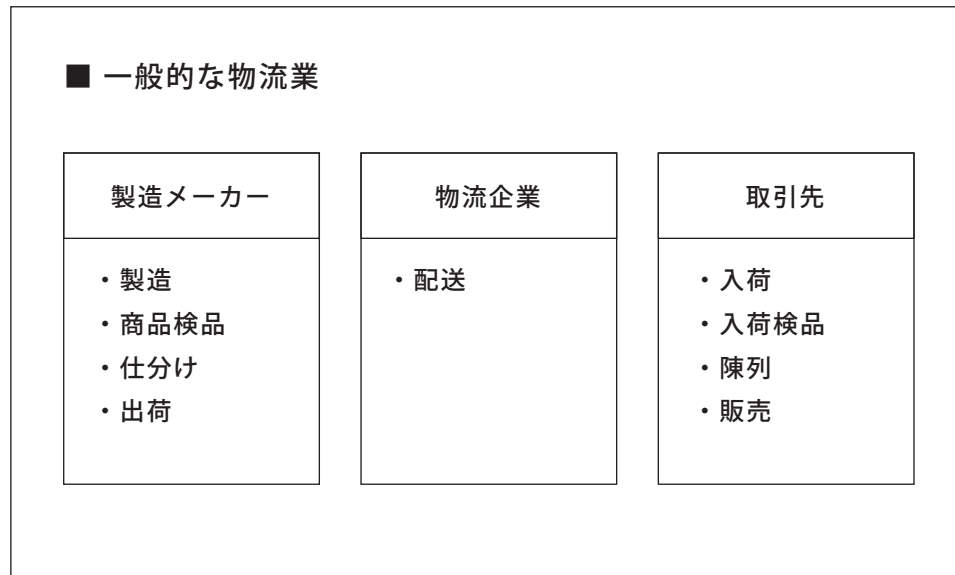 ■ 一般的な物流業
製造メーカー
・製造
・商品検品
・仕分け
・出荷
物流企業
・配送
取引先
・入荷
・入荷検品
・陳列
・販売